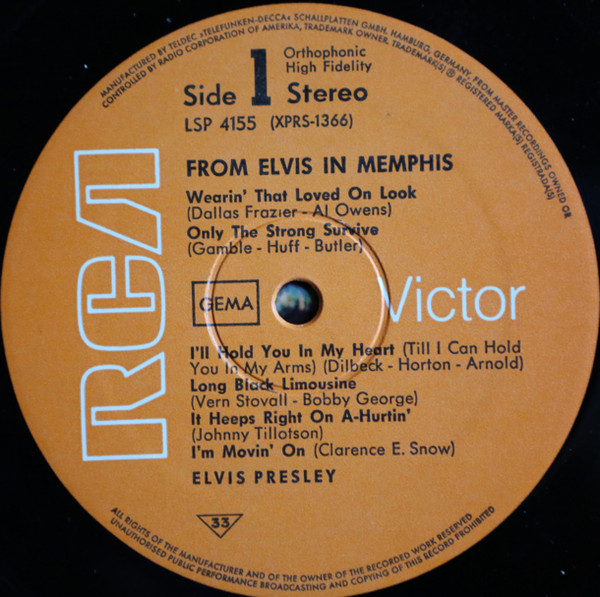 MANUFACTURED BY TELDEC »TELEFUNKEN-DECCA« SCHALLPLATTEN GMBH, HAMBURG, GERMANY, FROM MASTER RECORDINGS OWNED OR
CONTROLLED BY RADIO CORPORATION OF AMERIKA, TRADEMARK OWNER. TRADEMARK(S) ® REGISTERED MARKA(S) REGISTRADA(S)
Orthophonic
High Fidelity
Side 1 Stereo
LSP 4155 (XPRS-1366)
FROM ELVIS IN MEMPHIS
Wearin' That Loved On Look
(Dallas Frazier - Al Owens)
Only The Strong Survive
(Gamble - Huff - Butler)
RCA
GEMA
Victor
I'll Hold You In My Heart (Till I Can Hold
You In My Arms) (Dilbeck - Horton - Arnold)
Long Black Limousine
(Vern Stovall - Bobby George)
It Heeps Right On A-Hurtin'
(Johnny Tillotson)
I'm Movin' On (Clarence E. Snow)
ELVIS PRESLEY
33
ALL RIGHTS OF THE MANUFACTURER AND OF THE OWNER OF THE RECORDED WORK RESERVED
UNAUTHORISED PUBLIC PERFORMANCE BROADCASTING AND COPYING OF THIS RECORD PROHIBITED